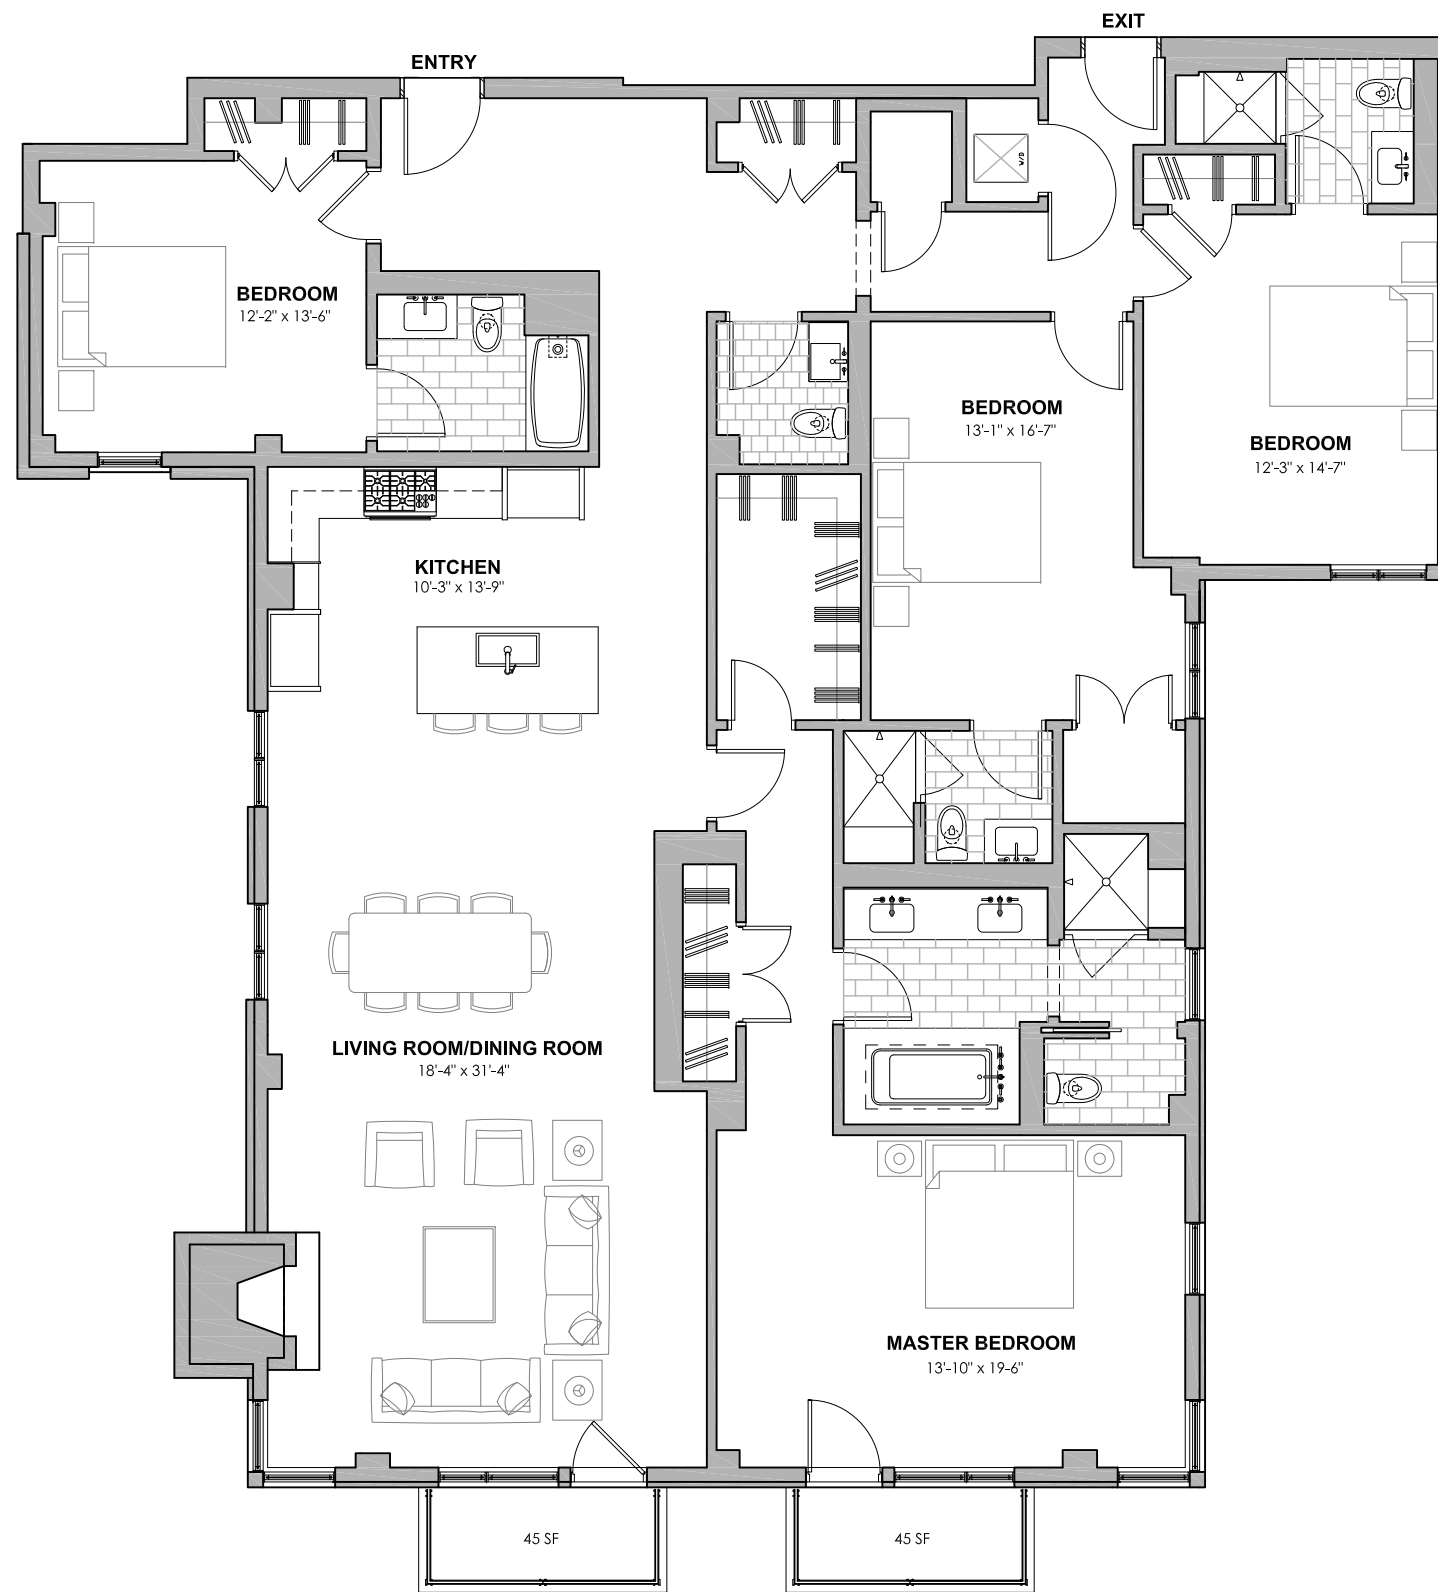 EXIT
ENTRY
W/D
BEDROOM
12'-2" x 13'-6"
BEDROOM
13'-1" x 16'-7"
BEDROOM
12'-3" x 14'-7"
KITCHEN
10'-3" x 13'-9"
LIVING ROOM/DINING ROOM
18'-4" x 31'-4"
MASTER BEDROOM
13'-10" x 19'-6"
45 SF
45 SF